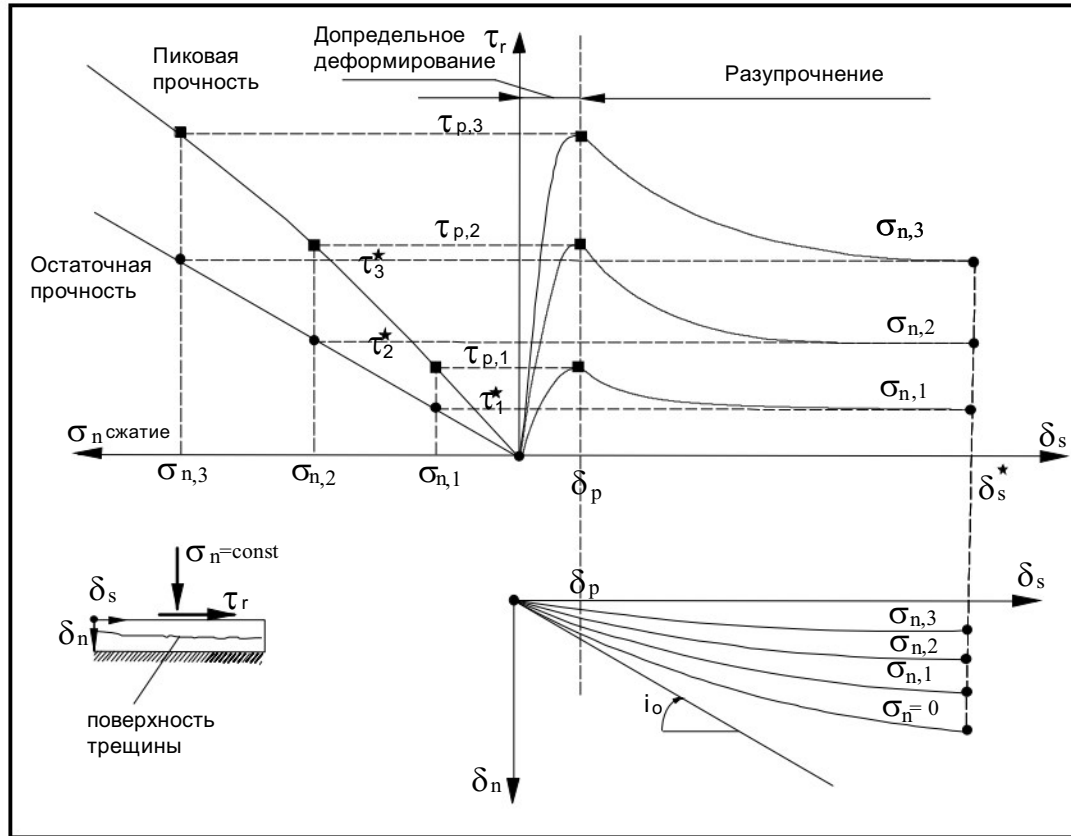 Пиковая
прочность
τr
Допредельное
деформирование
Разупрочнение
τp,3
τp,2
τ3★
Остаточная
прочность
σn,3
σn,2
τ2★
τp,1
τ1★
σn,1
σn сжатие
σn,3
σn,2
σn,1
δp
δs
δs★
σn=const
δs
τr
δn
поверхность
трещины
δp
δs
σn,3
σn,2
σn,1
σn=0
io
δn